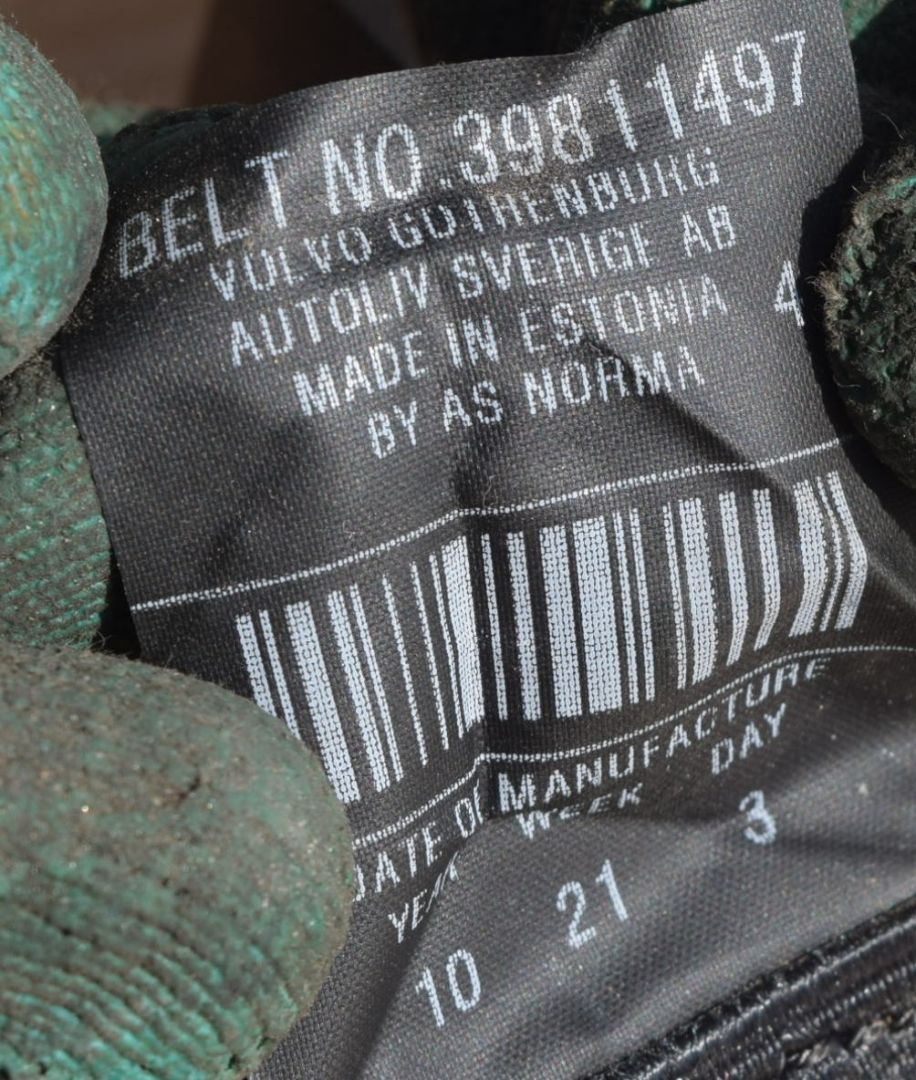 BELT NO.39811497
VOLVO GOTHENBURG
AUTOLIV SVERIGE AB
MADE IN ESTONIA 4
BY AS NORMA
DATE OF MANUFACTURE
YEAR WEEK DAY
10 21 3